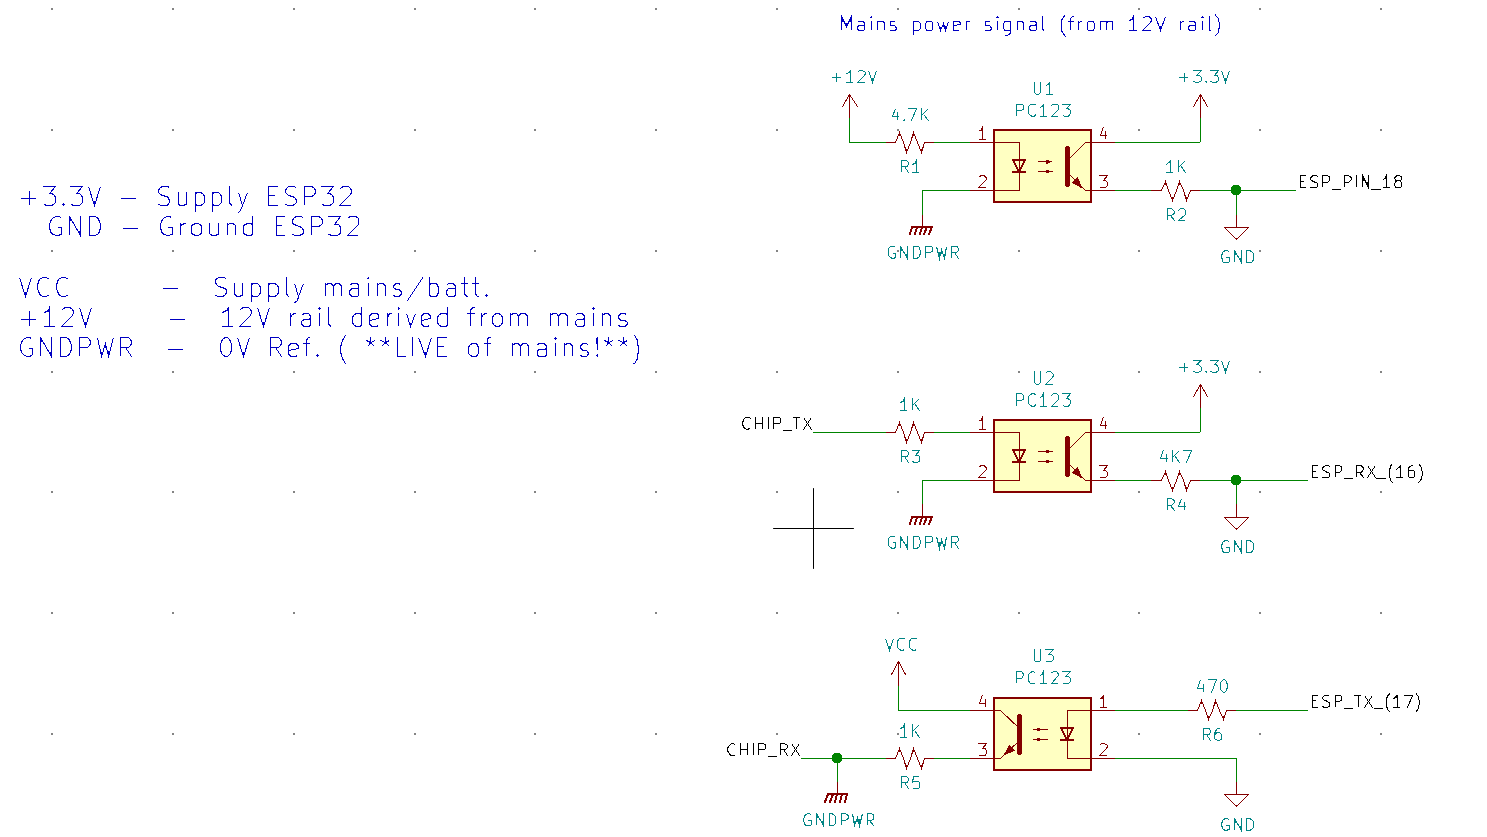 Mains power signal (from 12V rail)
+12V
+3.3V
U1
PC123
4.7K
R1
1
2
4
3
1K
R2
ESP_PIN_18
GNDPWR
GND
+3.3V – Supply ESP32
GND – Ground ESP32
VCC – Supply mains/batt.
+12V – 12V rail derived from mains
GNDPWR – 0V Ref. ( **LIVE of mains!**)
+3.3V
U2
PC123
CHIP_TX
1K
R3
1
2
4
3
4K7
R4
ESP_RX_(16)
GNDPWR
GND
VCC
U3
PC123
4
3
1
2
470
R6
ESP_TX_(17)
CHIP_RX
1K
R5
GNDPWR
GND